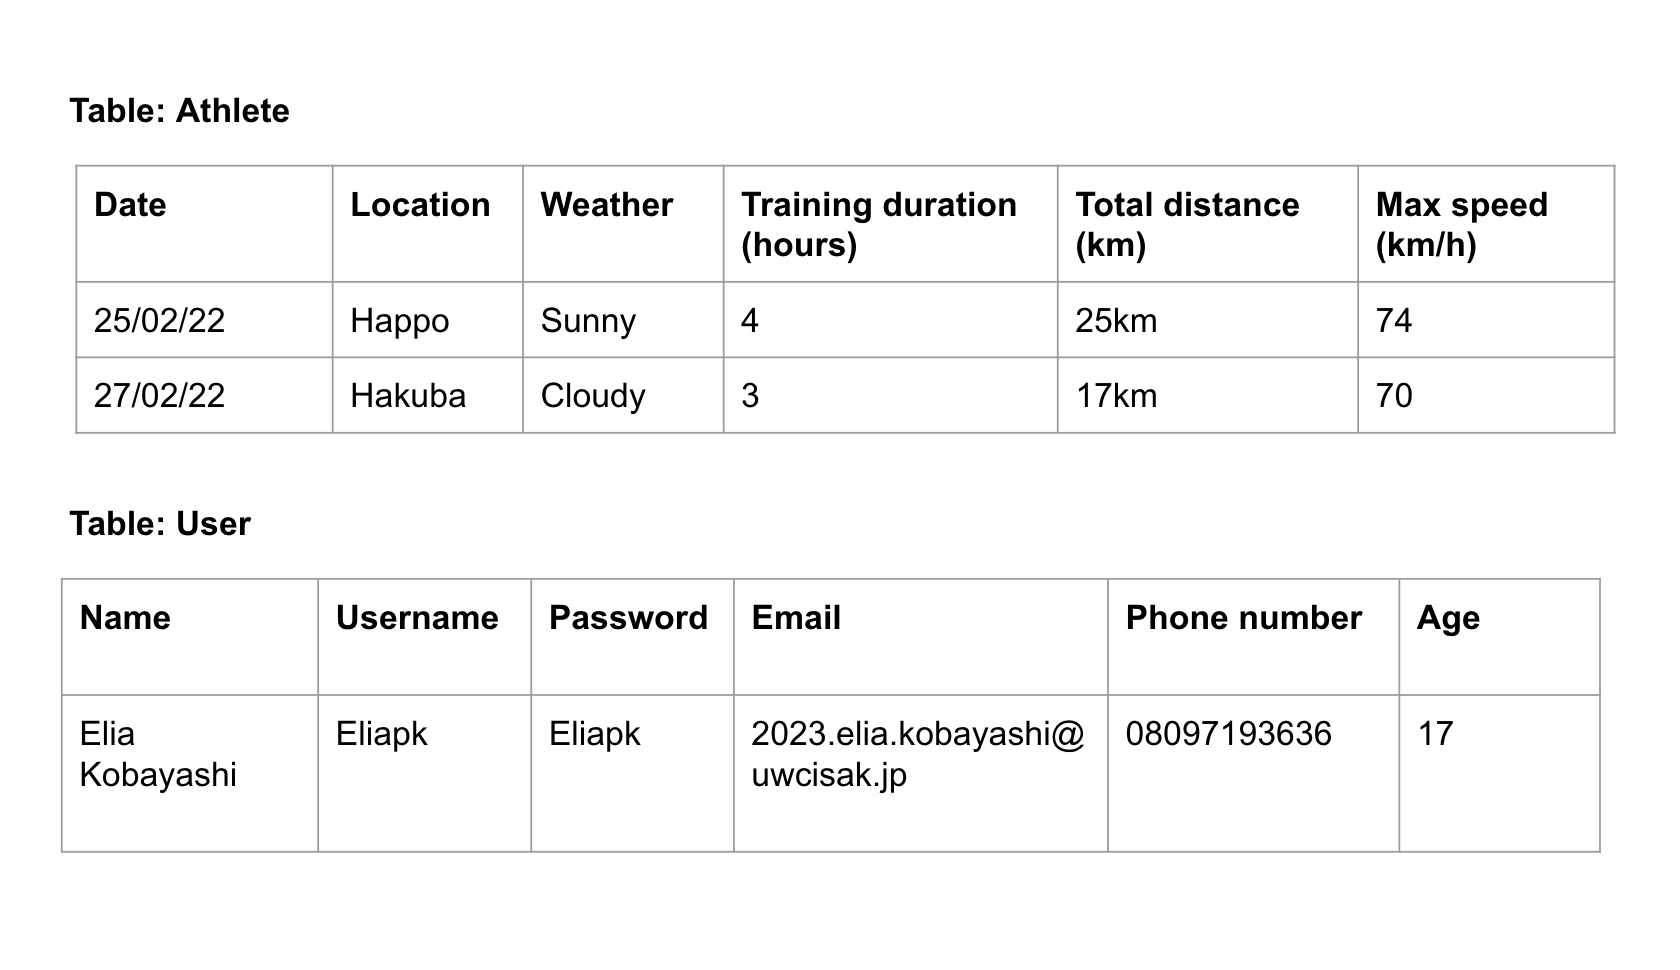 Table: Athlete
Date Location Weather Training duration (hours) Total distance (km) Max speed (km/h)
25/02/22 Happo Sunny 4 25km 74
27/02/22 Hakuba Cloudy 3 17km 70
Table: User
Name Username Password Email Phone number Age
Elia Kobayashi Eliapk Eliapk 2023.elia.kobayashi@uwcisak.jp 08097193636 17